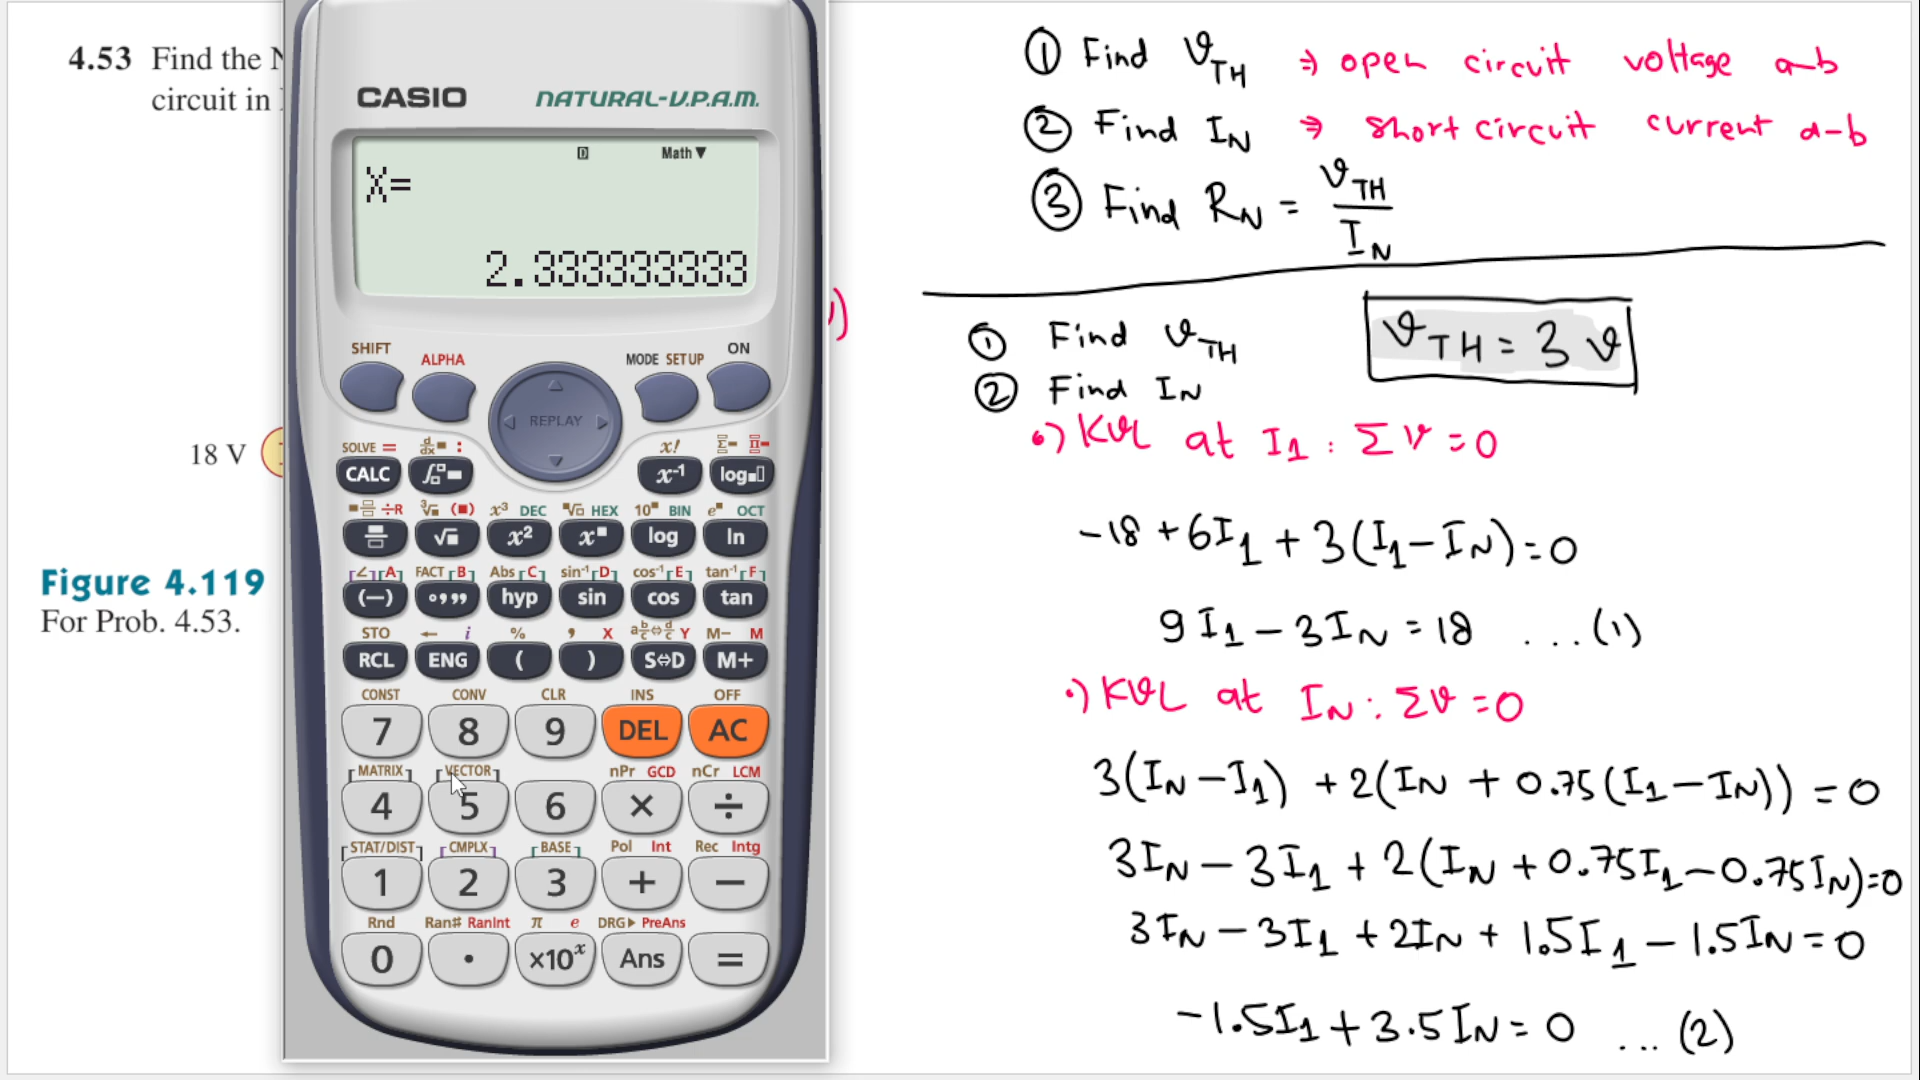 4.53 Find the N
circuit in
18 V
Figure 4.119
For Prob. 4.53.
CASIO NATURAL-V.P.A.M.
D Math▼
X=
2.333333333
SHIFT ALPHA MODE SETUP ON
REPLAY
SOLVE = d/dx■ : x! Σ■ Π■
CALC ∫■ x⁻¹ log■□
■■/■ ÷R ³√■ (■) x³ DEC ■√□ HEX 10■ BIN e■ OCT
√■ x² x■ log ln
∠ A FACT B Abs C sin⁻¹ D cos⁻¹ E tan⁻¹ F
(−) ° ' '' hyp sin cos tan
STO ← i % , X a b/c⇔d/c Y M− M
RCL ENG ( ) S⇔D M+
CONST CONV CLR INS OFF
7 8 9 DEL AC
MATRIX VECTOR nPr GCD nCr LCM
4 5 6 × ÷
STAT/DIST CMPLX BASE Pol Int Rec Intg
1 2 3 + −
Rnd Ran# RanInt π e DRG▶ PreAns
0 . ×10ˣ Ans =
① Find V_TH ⇒ open circuit voltage a-b
② Find I_N ⇒ short circuit current a-b
③ Find R_N = V_TH / I_N
① Find V_TH
V_TH = 3 V
② Find I_N
•) KVL at I₁ : ΣV = 0
-18 + 6I₁ + 3(I₁ - I_N) = 0
9I₁ - 3I_N = 18 ...(1)
•) KVL at I_N : ΣV = 0
3(I_N - I₁) + 2(I_N + 0.75(I₁ - I_N)) = 0
3I_N - 3I₁ + 2(I_N + 0.75I₁ - 0.75I_N) = 0
3I_N - 3I₁ + 2I_N + 1.5I₁ - 1.5I_N = 0
-1.5I₁ + 3.5I_N = 0 ...(2)